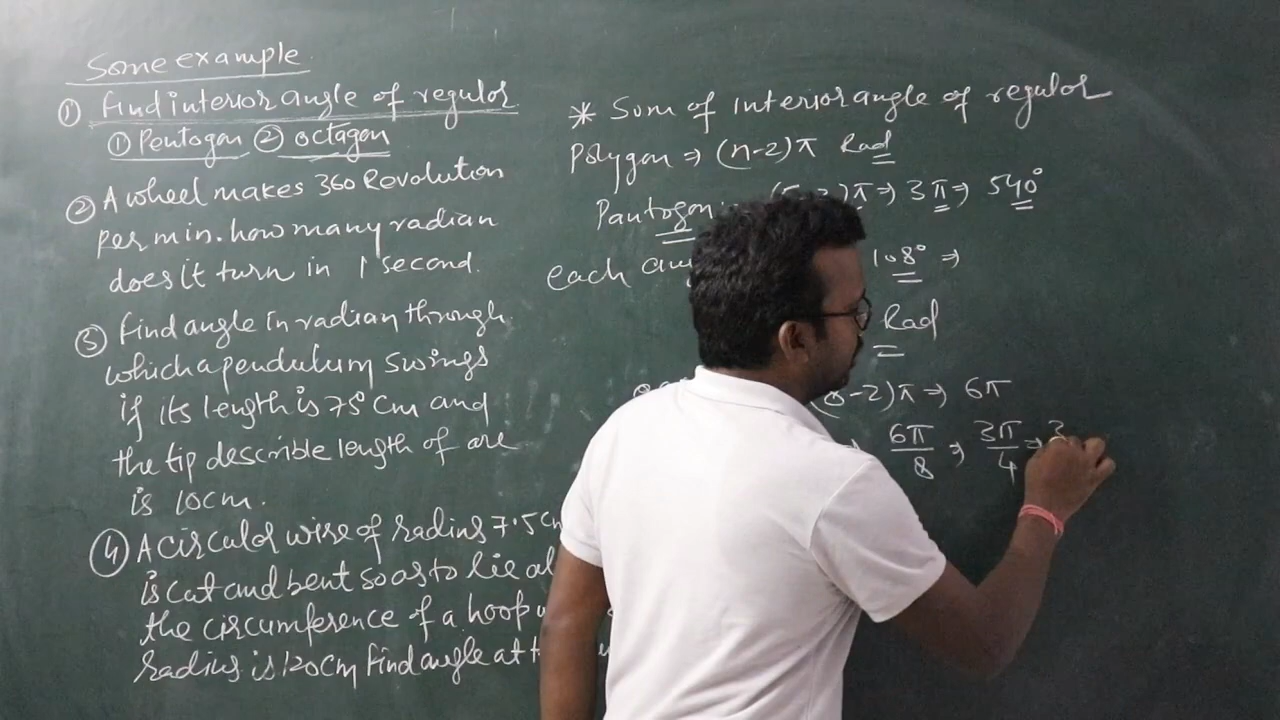 Some example
① find interior angle of regular
① Pentagon ② octagon
② A wheel makes 360 Revolution
per min. how many radian
does it turn in 1 second.
③ find angle in radian through
which a pendulum swings
if its length is 75° cm and
the tip describle length of arc
is 10cm.
④ A circular wire of radius 7.5 cm
is cut and bent so as to lie al
the circumference of a hoop
radius is 120cm find angle at
* Sum of interior angle of regular
Polygon ⇒ (n-2)π Rad
Pantogon )π ⇒ 3π ⇒ 540°
each 108° ⇒
Rad
(8-2)π ⇒ 6π
6π/8 ⇒ 3π/4 ⇒ 3